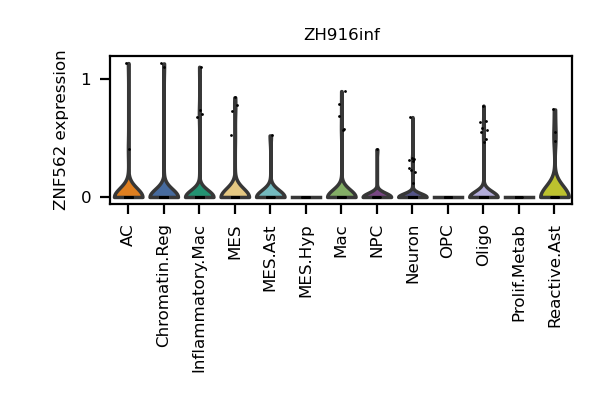 ZH916inf
ZNF562 expression
1
0
AC
Chromatin.Reg
Inflammatory.Mac
MES
MES.Ast
MES.Hyp
Mac
NPC
Neuron
OPC
Oligo
Prolif.Metab
Reactive.Ast